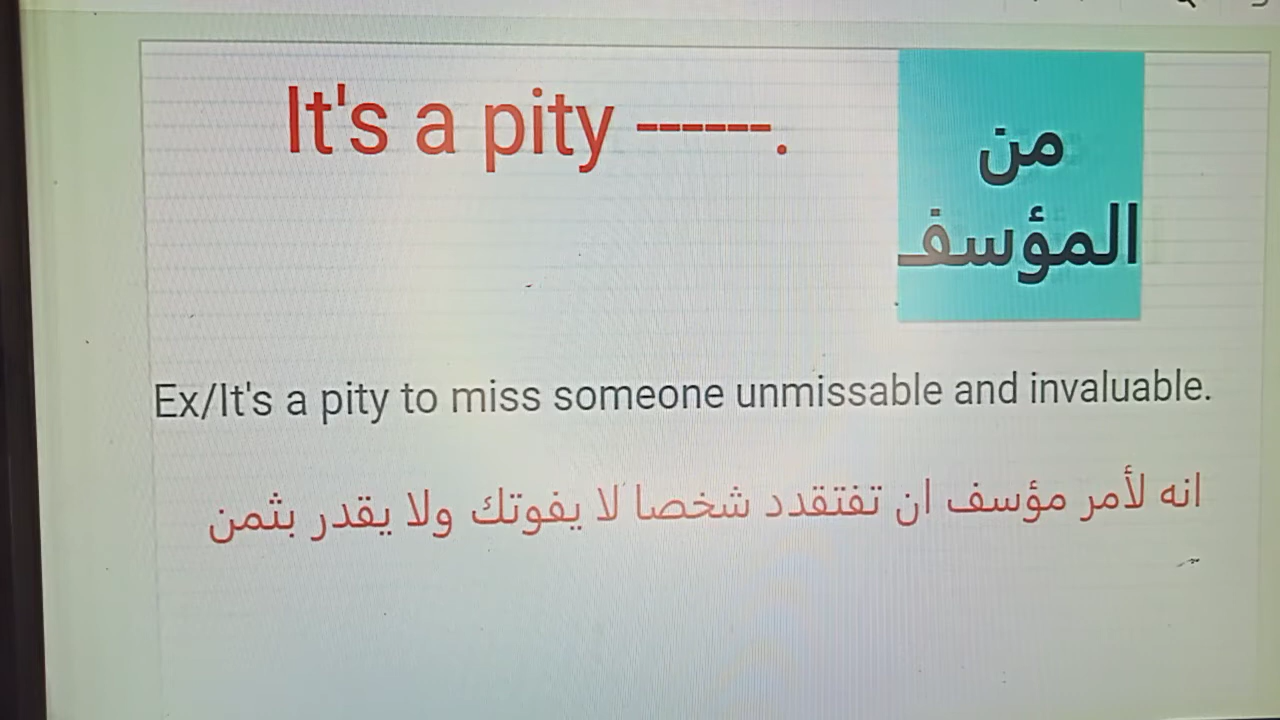 It's a pity ------.
من
المؤسف
Ex/It's a pity to miss someone unmissable and invaluable.
انه لأمر مؤسف ان تفتقدد شخصا لا يفوتك ولا يقدر بثمن